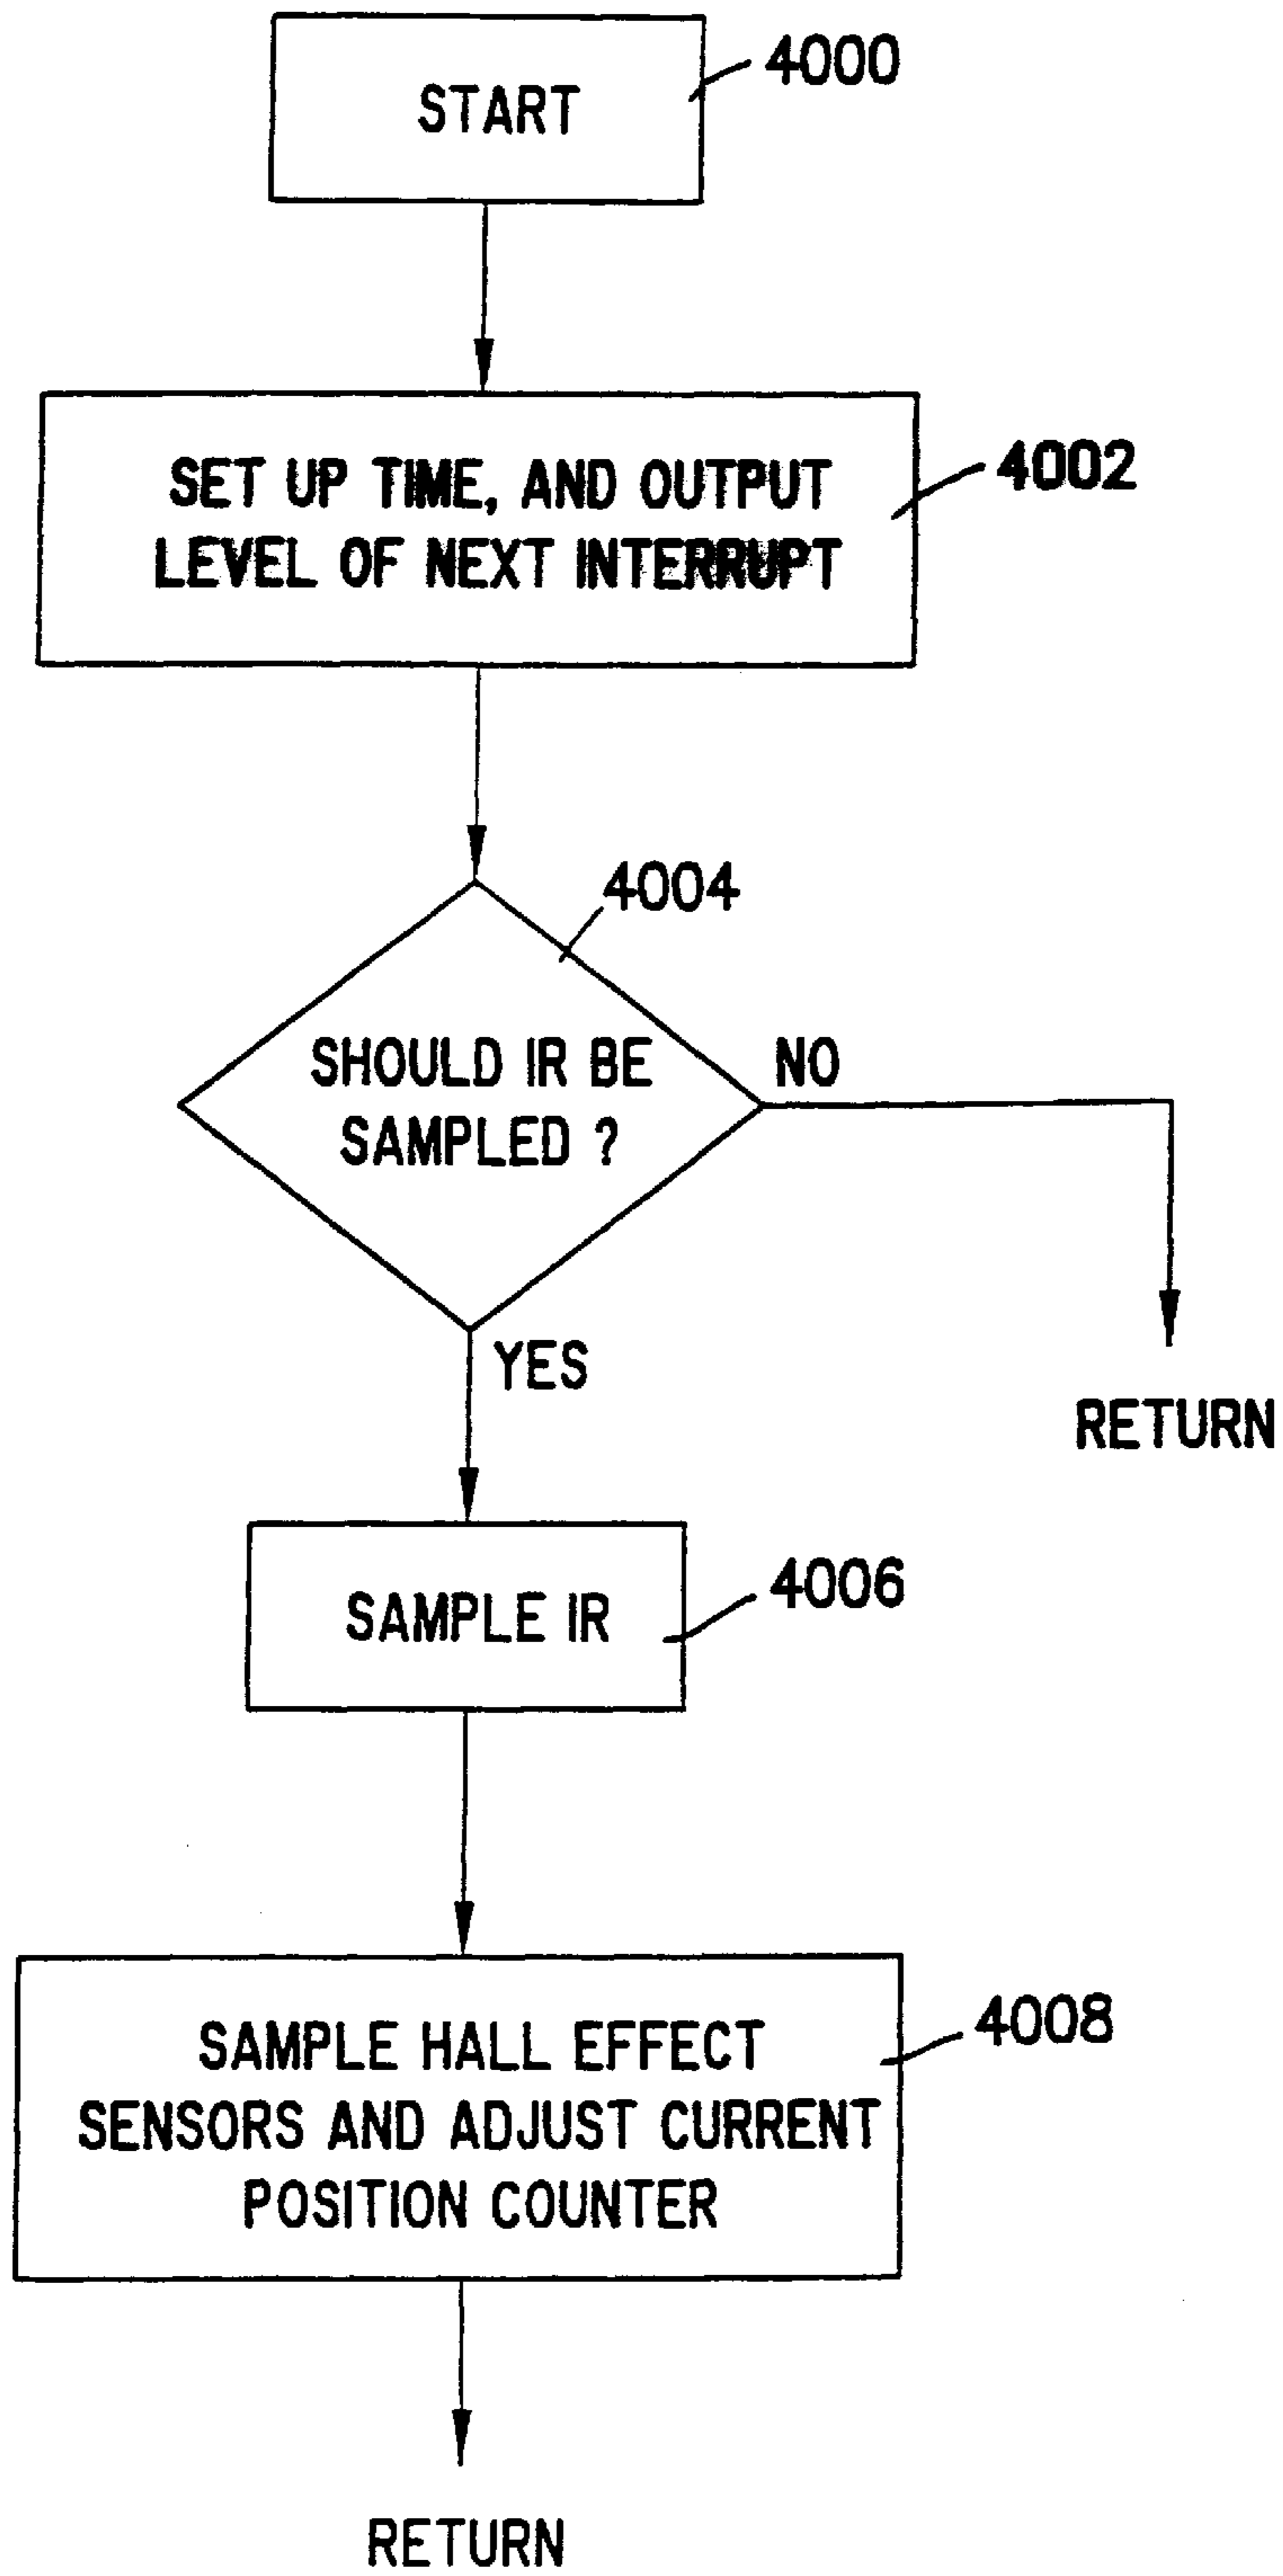 START
4000
SET UP TIME, AND OUTPUT
LEVEL OF NEXT INTERRUPT
4002
4004
SHOULD IR BE
SAMPLED ?
NO
YES
RETURN
SAMPLE IR
4006
SAMPLE HALL EFFECT
SENSORS AND ADJUST CURRENT
POSITION COUNTER
4008
RETURN